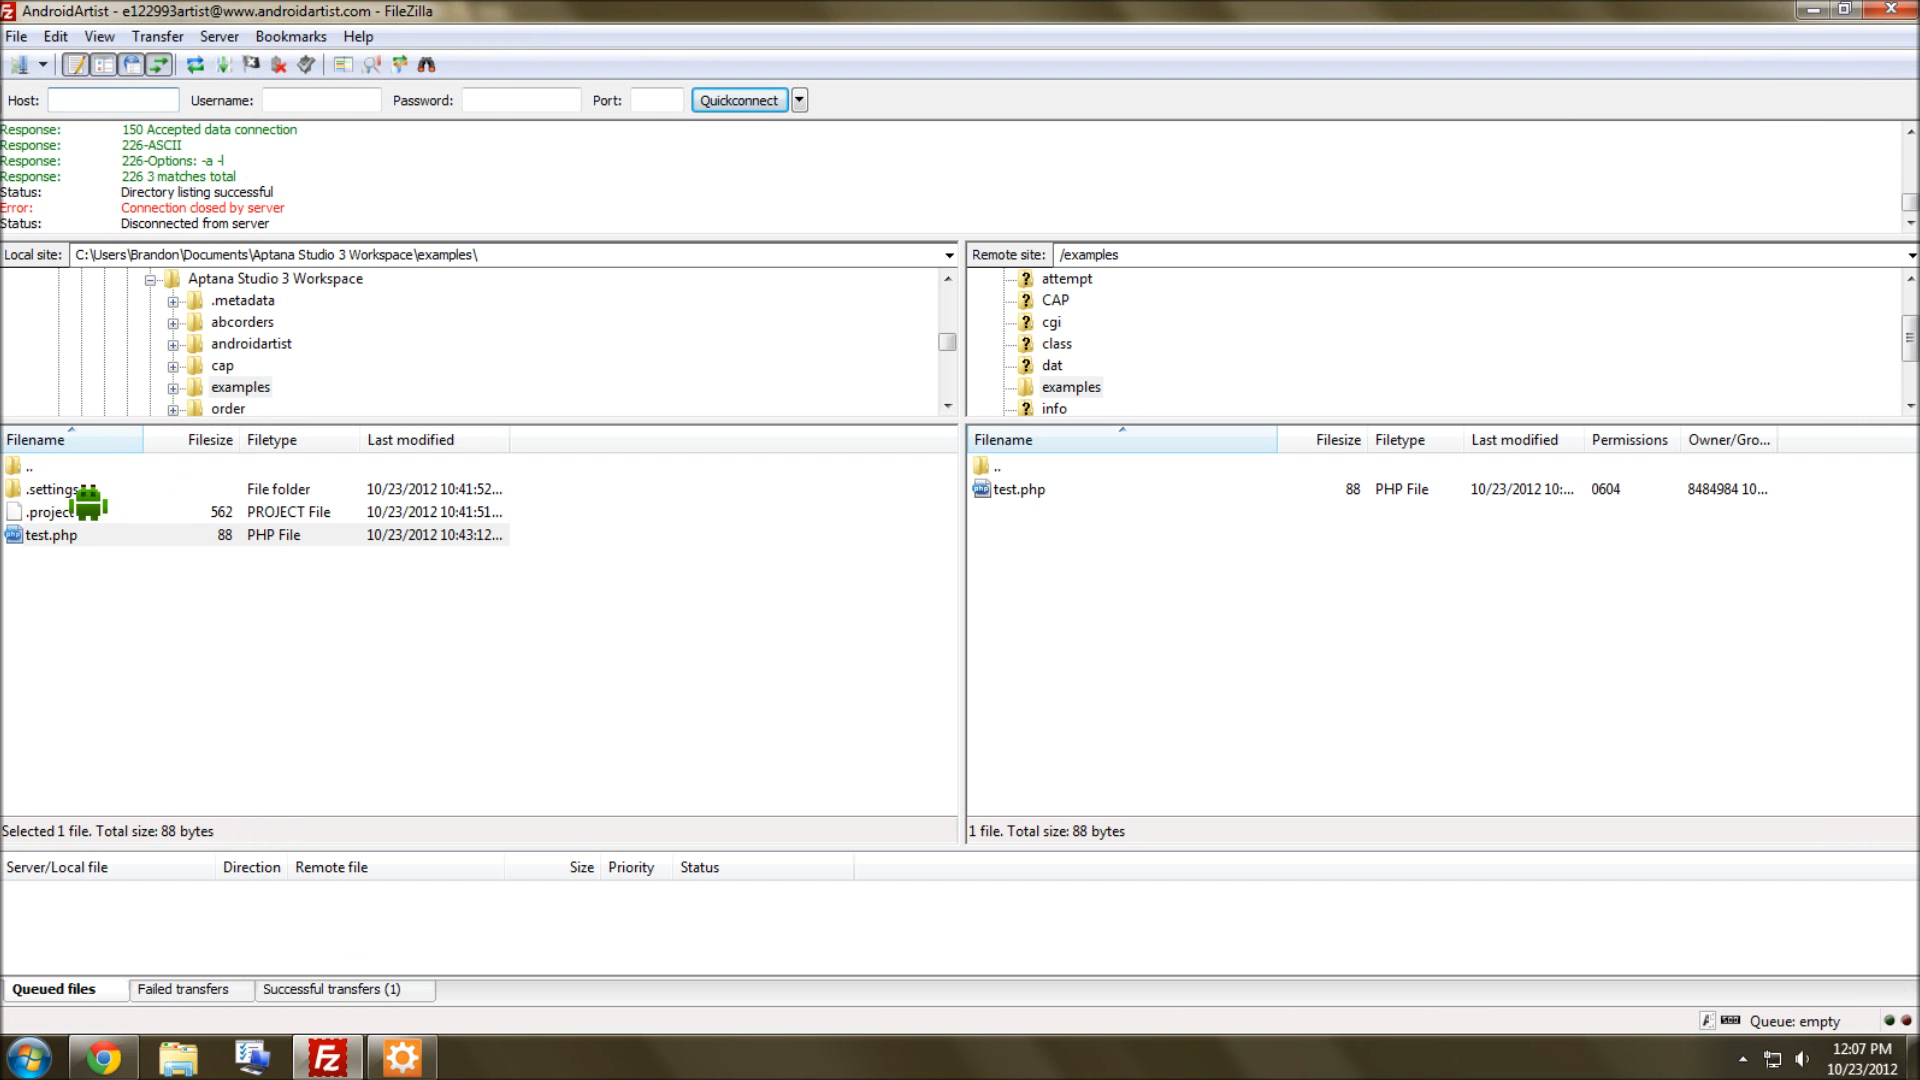 AndroidArtist - e122993artist@www.androidartist.com - FileZilla
File Edit View Transfer Server Bookmarks Help
Host: Username: Password: Port: Quickconnect
Response: 150 Accepted data connection
Response: 226-ASCII
Response: 226-Options: -a -l
Response: 226 3 matches total
Status: Directory listing successful
Error: Connection closed by server
Status: Disconnected from server
Local site: C:\Users\Brandon\Documents\Aptana Studio 3 Workspace\examples\
Aptana Studio 3 Workspace
.metadata
abcorders
androidartist
cap
examples
order
Remote site: /examples
attempt
CAP
cgi
class
dat
examples
info
Filename Filesize Filetype Last modified
..
.settings File folder 10/23/2012 10:41:52...
.project 562 PROJECT File 10/23/2012 10:41:51...
test.php 88 PHP File 10/23/2012 10:43:12...
Selected 1 file. Total size: 88 bytes
Filename Filesize Filetype Last modified Permissions Owner/Gro...
..
test.php 88 PHP File 10/23/2012 10:... 0604 8484984 10...
1 file. Total size: 88 bytes
Server/Local file Direction Remote file Size Priority Status
Queued files Failed transfers Successful transfers (1)
Queue: empty
12:07 PM
10/23/2012